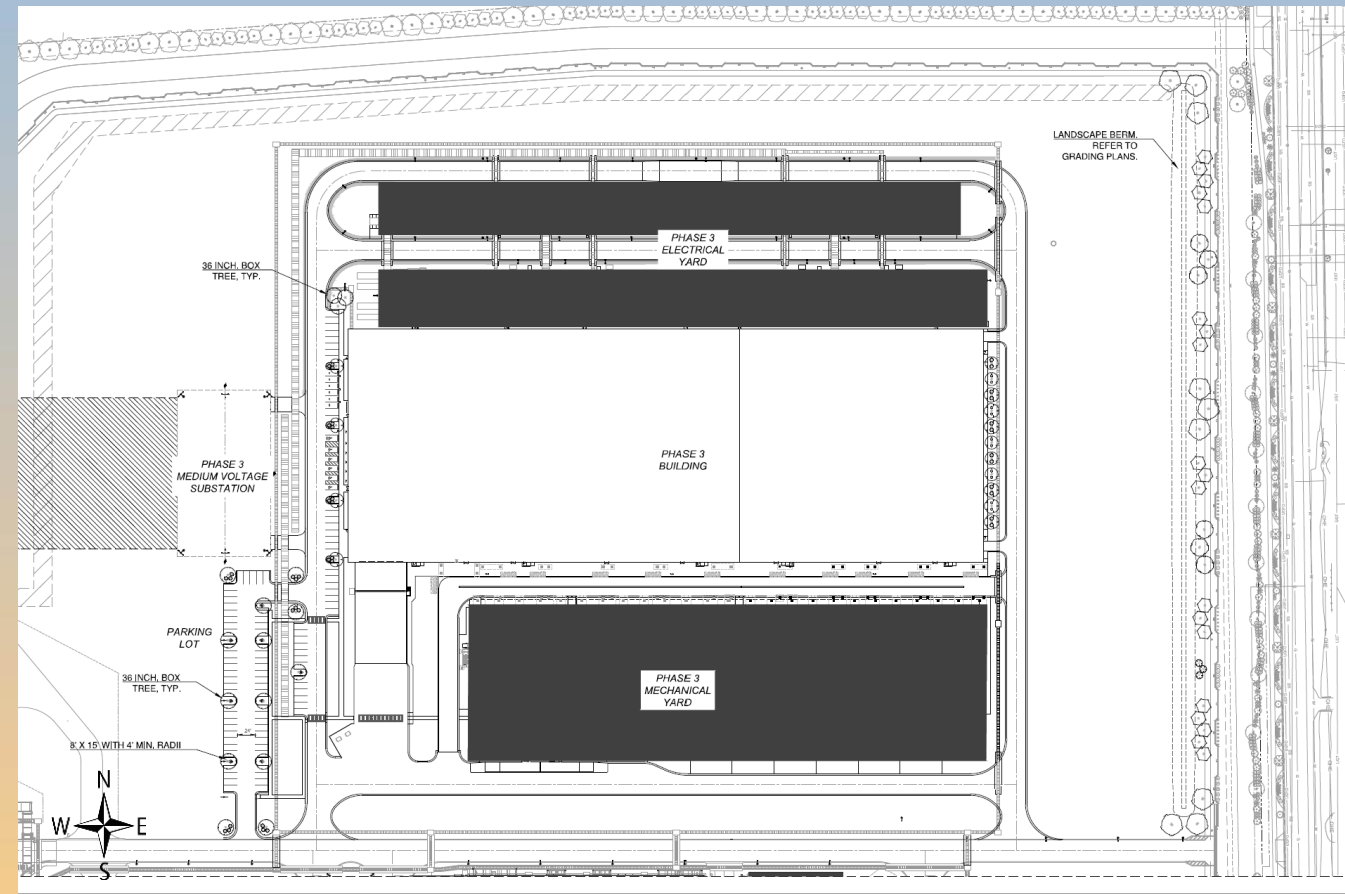 LANDSCAPE BERM.
REFER TO
GRADING PLANS.
PHASE 3
ELECTRICAL
YARD
36 INCH. BOX
TREE, TYP.
PHASE 3
BUILDING
PHASE 3
MEDIUM VOLTAGE
SUBSTATION
PARKING
LOT
36 INCH. BOX
TREE, TYP.
PHASE 3
MECHANICAL
YARD
24'
8' X 15' WITH 4' MIN. RADII
N
W E
S